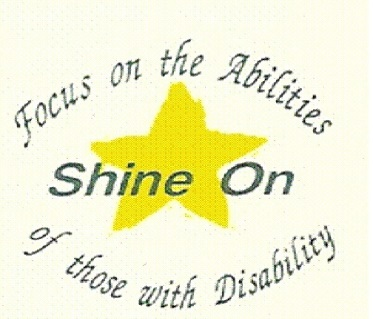 Focus on the Abilities
Shine On
of those with Disability